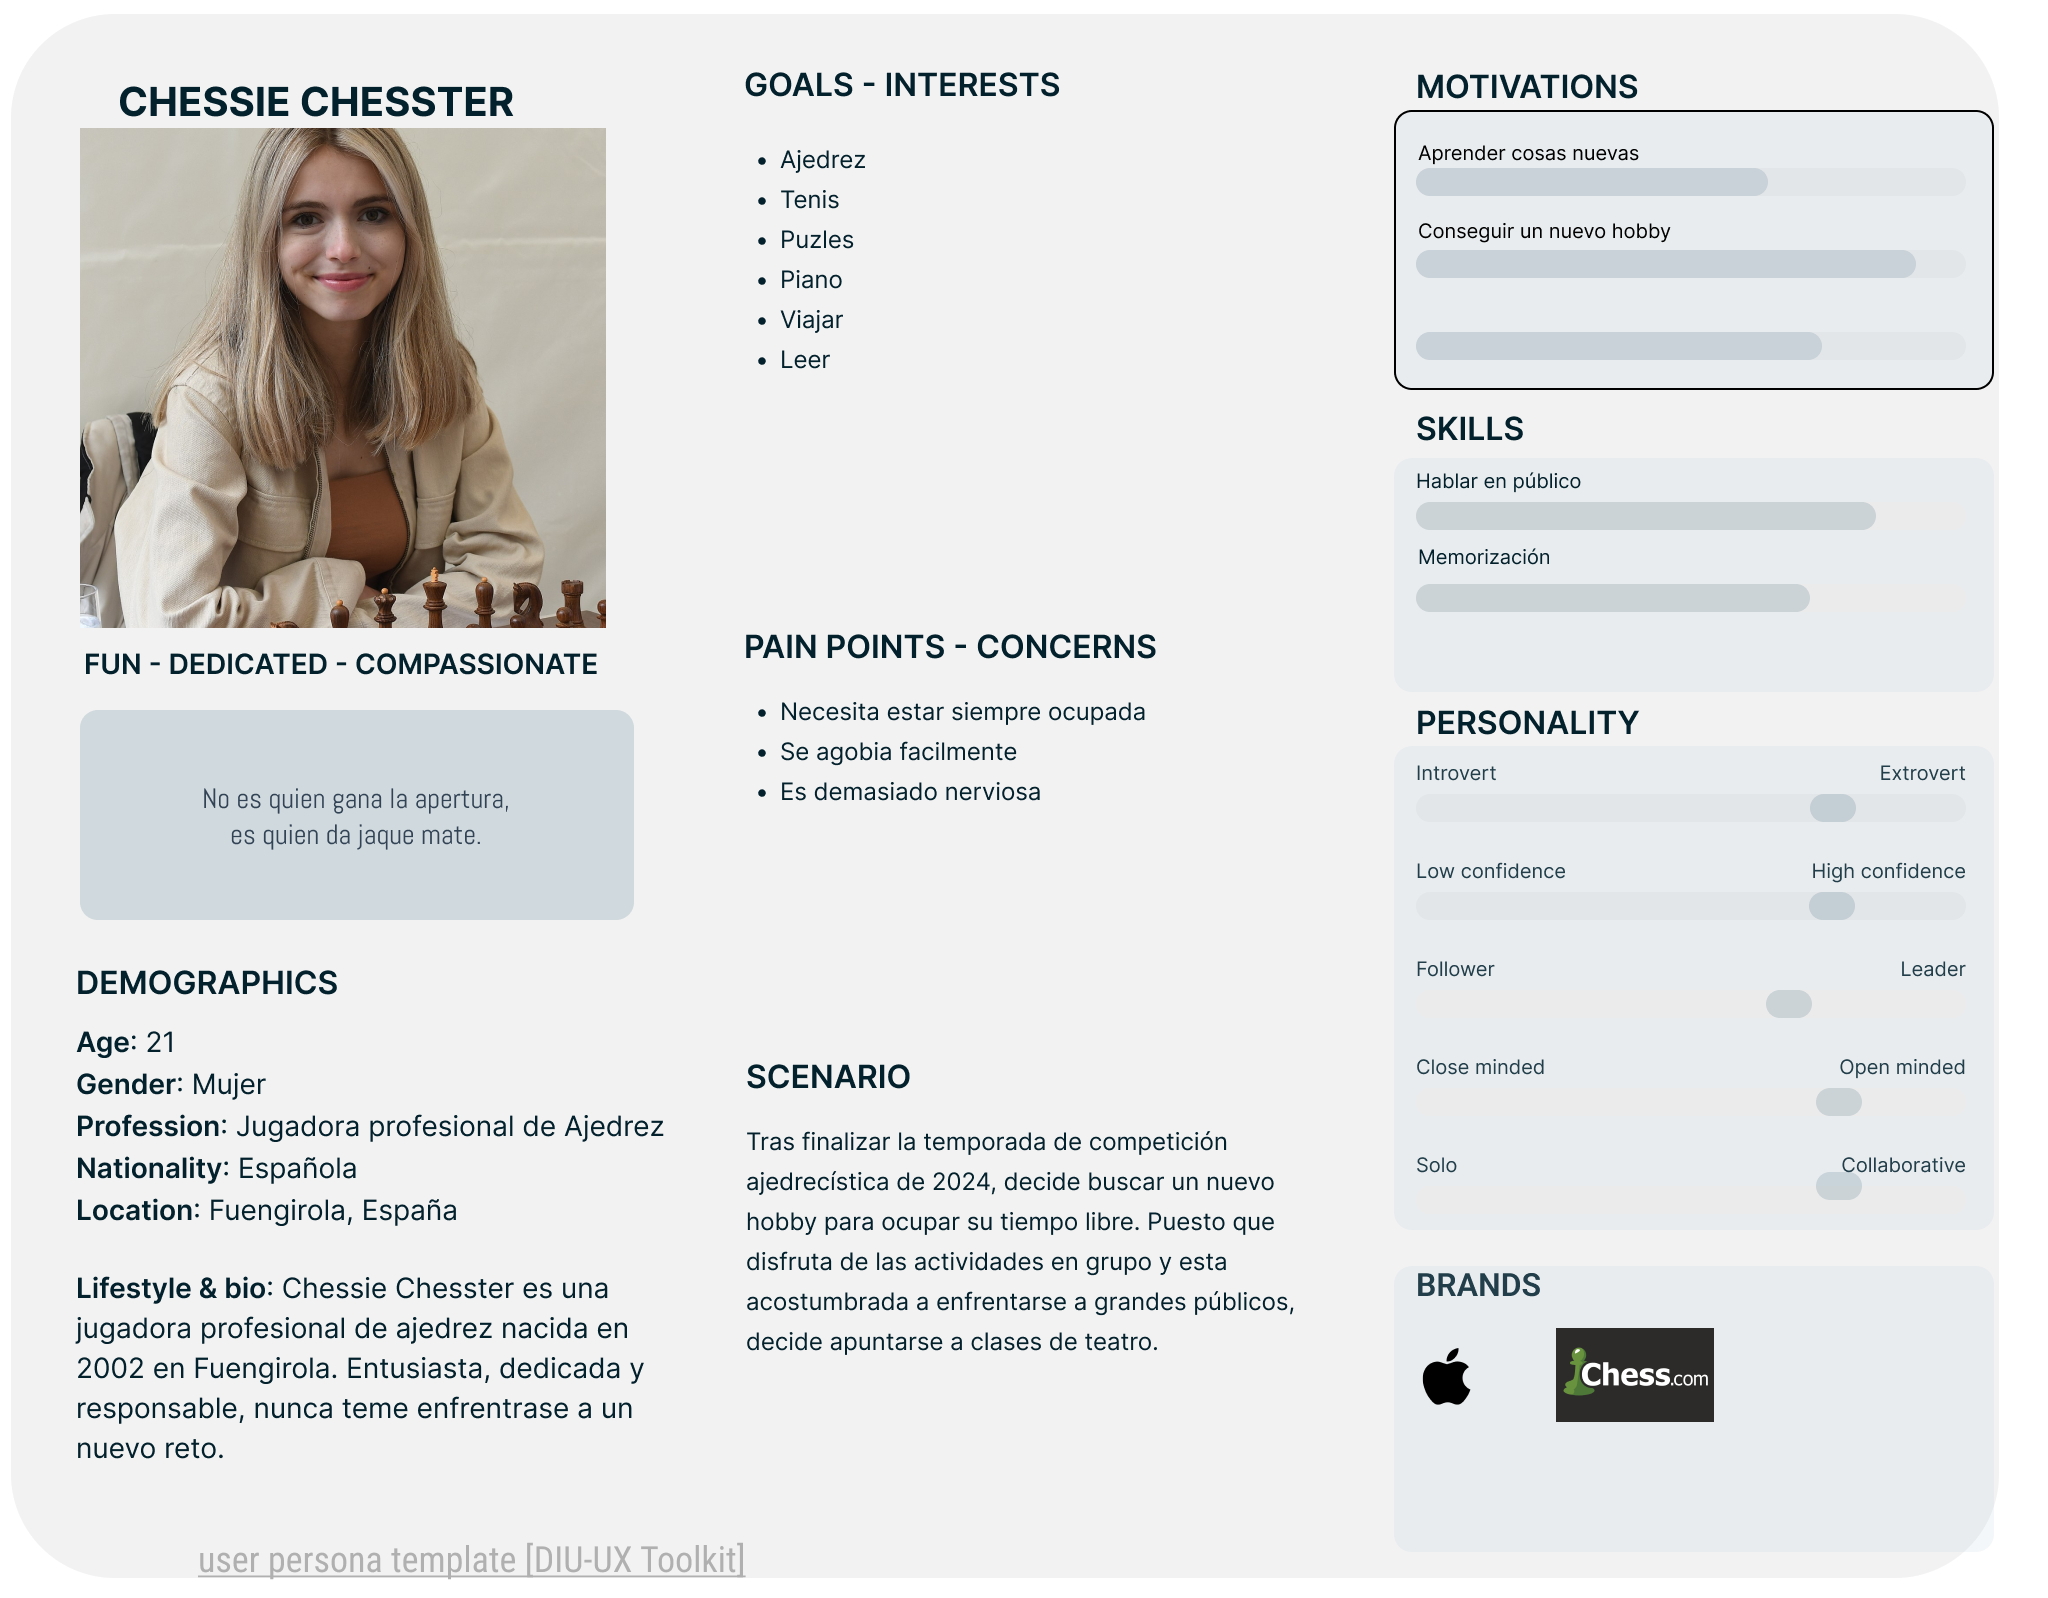 CHESSIE CHESSTER
FUN - DEDICATED - COMPASSIONATE
No es quien gana la apertura,
es quien da jaque mate.
DEMOGRAPHICS
Age: 21
Gender: Mujer
Profession: Jugadora profesional de Ajedrez
Nationality: Española
Location: Fuengirola, España
Lifestyle & bio: Chessie Chesster es una
jugadora profesional de ajedrez nacida en
2002 en Fuengirola. Entusiasta, dedicada y
responsable, nunca teme enfrentrase a un
nuevo reto.
GOALS - INTERESTS
• Ajedrez
• Tenis
• Puzles
• Piano
• Viajar
• Leer
PAIN POINTS - CONCERNS
• Necesita estar siempre ocupada
• Se agobia facilmente
• Es demasiado nerviosa
SCENARIO
Tras finalizar la temporada de competición
ajedrecística de 2024, decide buscar un nuevo
hobby para ocupar su tiempo libre. Puesto que
disfruta de las actividades en grupo y esta
acostumbrada a enfrentarse a grandes públicos,
decide apuntarse a clases de teatro.
MOTIVATIONS
Aprender cosas nuevas
Conseguir un nuevo hobby
SKILLS
Hablar en público
Memorización
PERSONALITY
Introvert Extrovert
Low confidence High confidence
Follower Leader
Close minded Open minded
Solo Collaborative
BRANDS
Chess.com
user persona template [DIU-UX Toolkit]